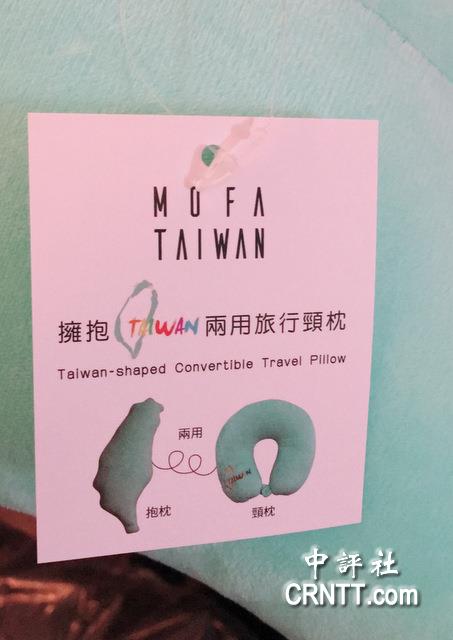 MOFA
TAIWAN
擁抱 TAIWAN 兩用旅行頸枕
Taiwan-shaped Convertible Travel Pillow
兩用
TAIWAN
抱枕
頸枕
中評社
CRNTT.com